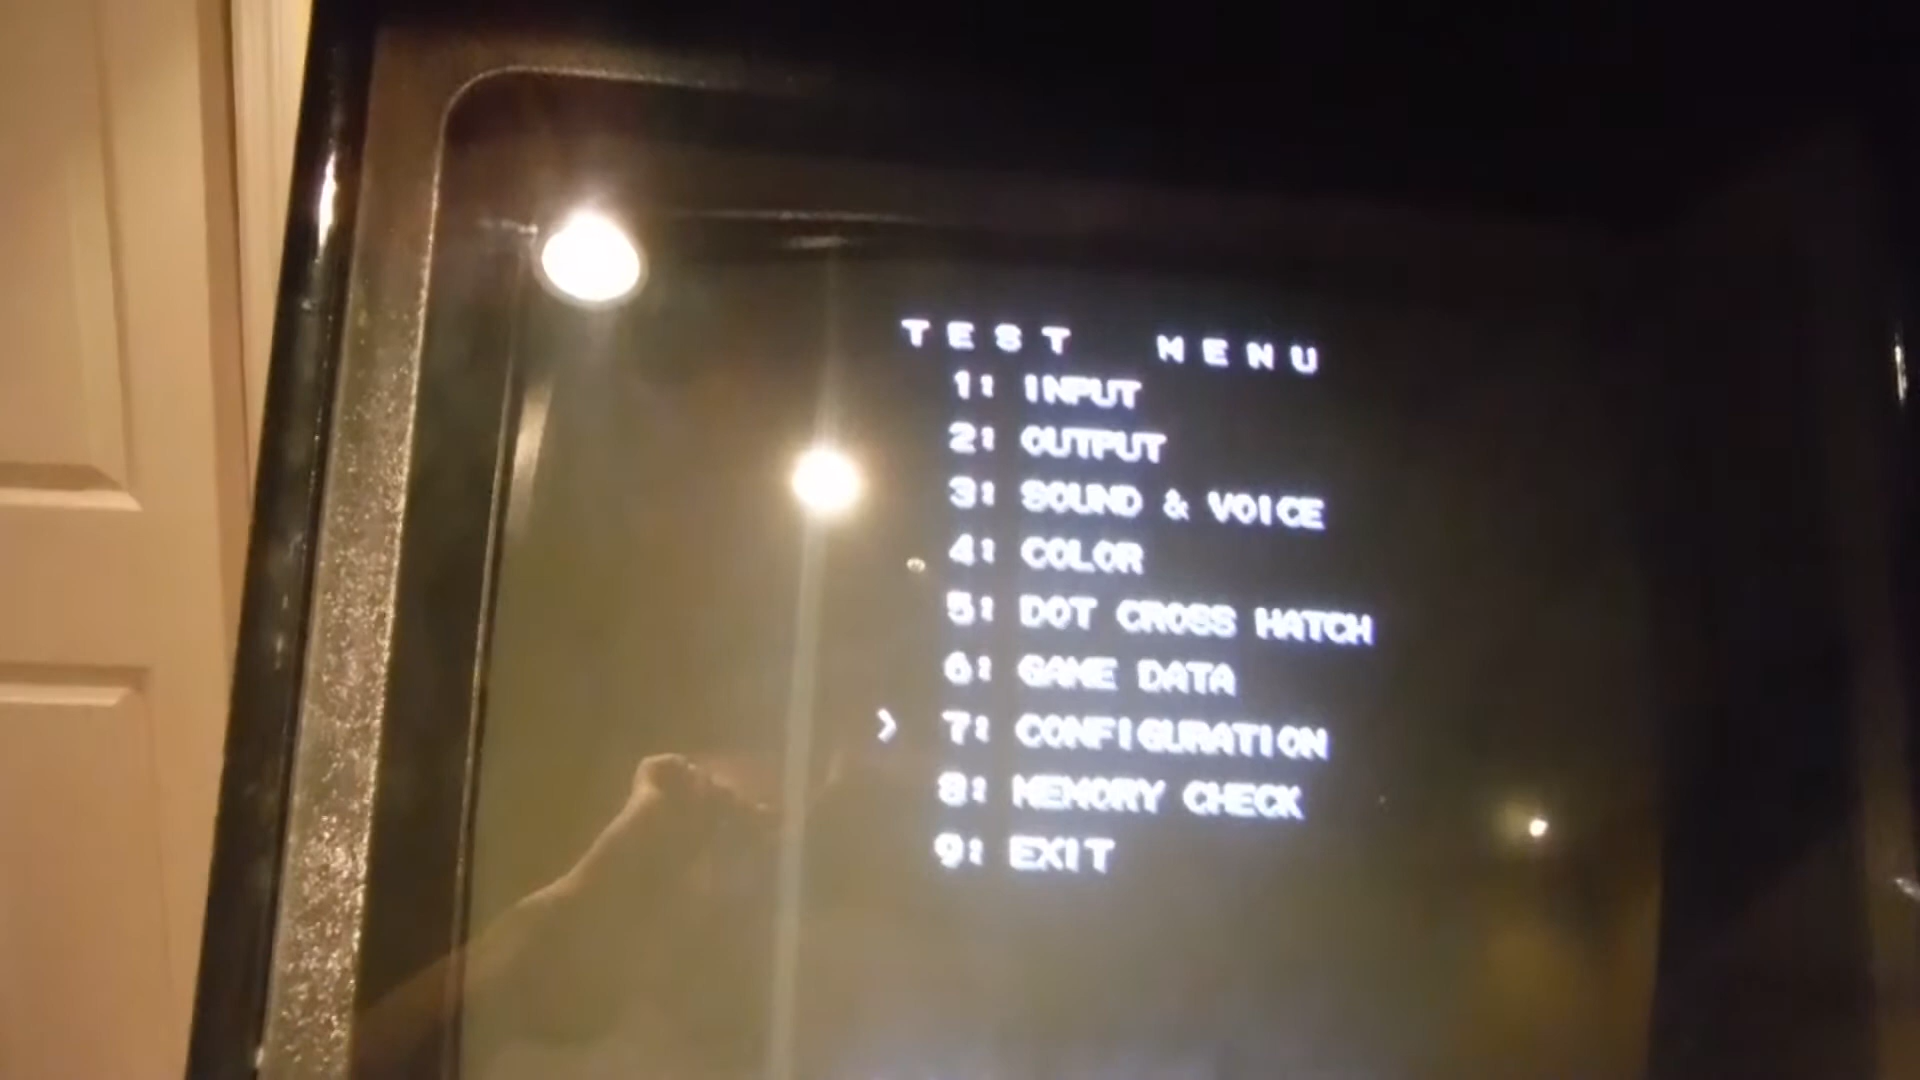 TEST MENU
1: INPUT
2: OUTPUT
3: SOUND & VOICE
4: COLOR
5: DOT CROSS HATCH
6: GAME DATA
> 7: CONFIGURATION
8: MEMORY CHECK
9: EXIT